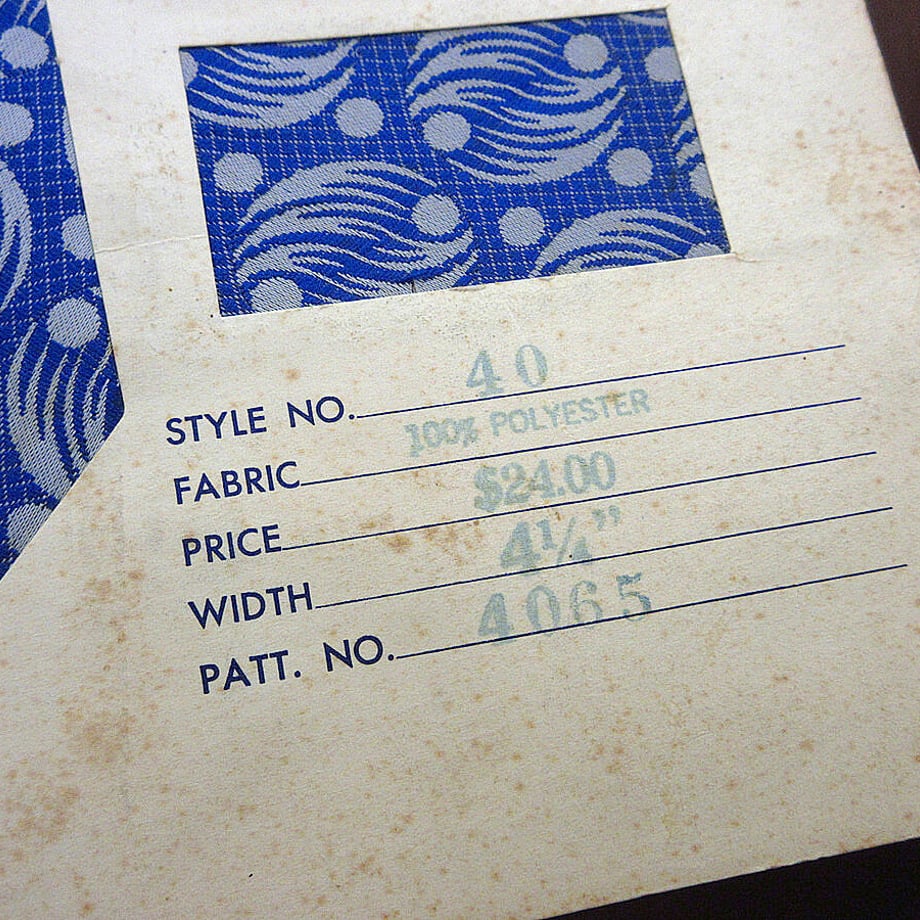 STYLE NO. 40
FABRIC 100% POLYESTER
PRICE $24.00
WIDTH 4¼"
PATT. NO. 4065